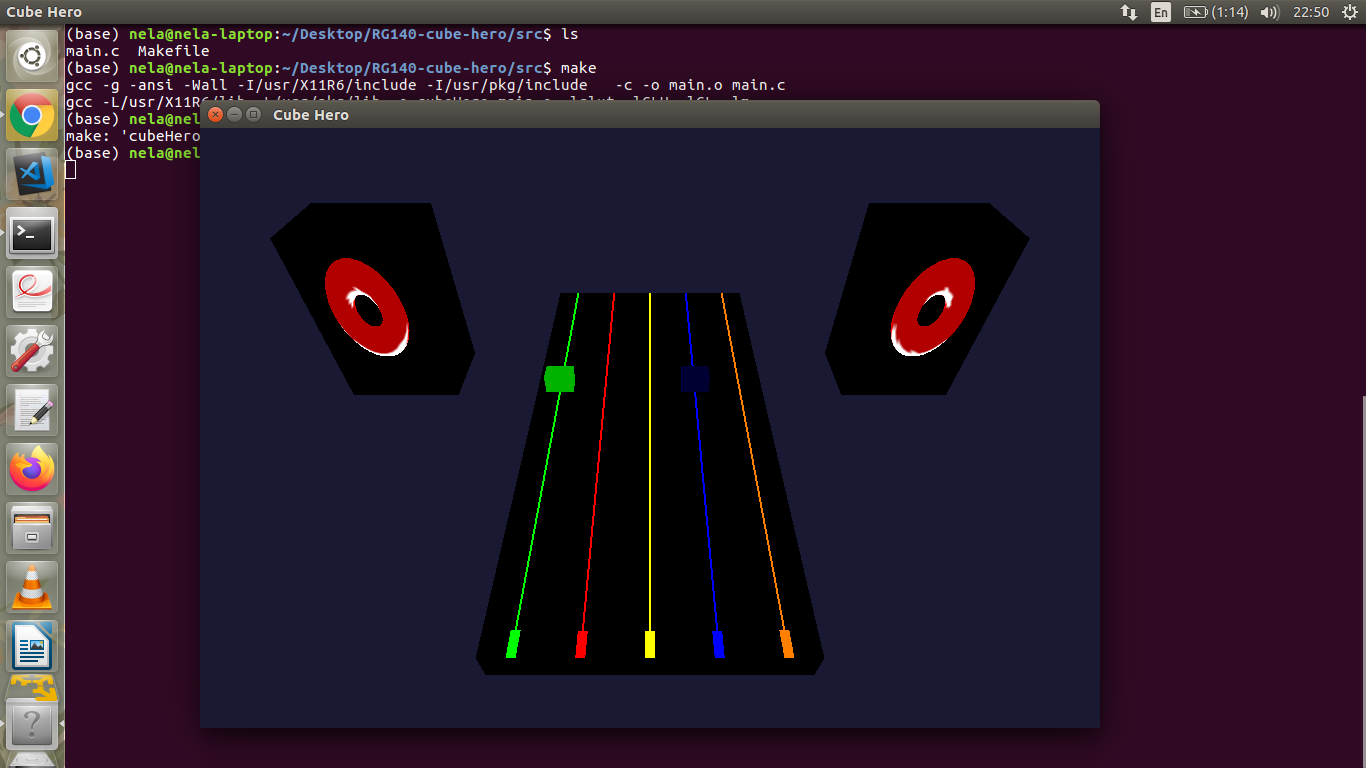 Cube Hero
En
(1:14)
22:50
(base) nela@nela-laptop:~/Desktop/RG140-cube-hero/src$ ls
main.c  Makefile
(base) nela@nela-laptop:~/Desktop/RG140-cube-hero/src$ make
gcc -g -ansi -Wall -I/usr/X11R6/include -I/usr/pkg/include   -c -o main.o main.c
gcc -L/usr/X11R6/lib
(base) nela@nel
make: 'cubeHero
(base) nela@nel
Cube Hero